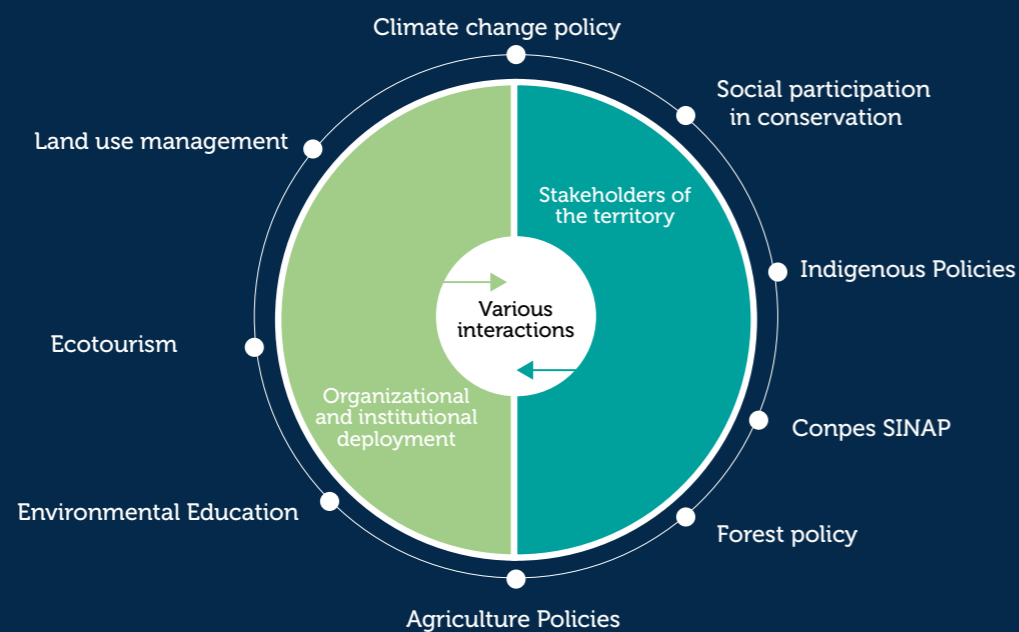 Climate change policy
Social participation
in conservation
Land use management
Stakeholders of
the territory
Indigenous Policies
Various
interactions
Ecotourism
Organizational
and institutional
deployment
Conpes SINAP
Environmental Education
Forest policy
Agriculture Policies